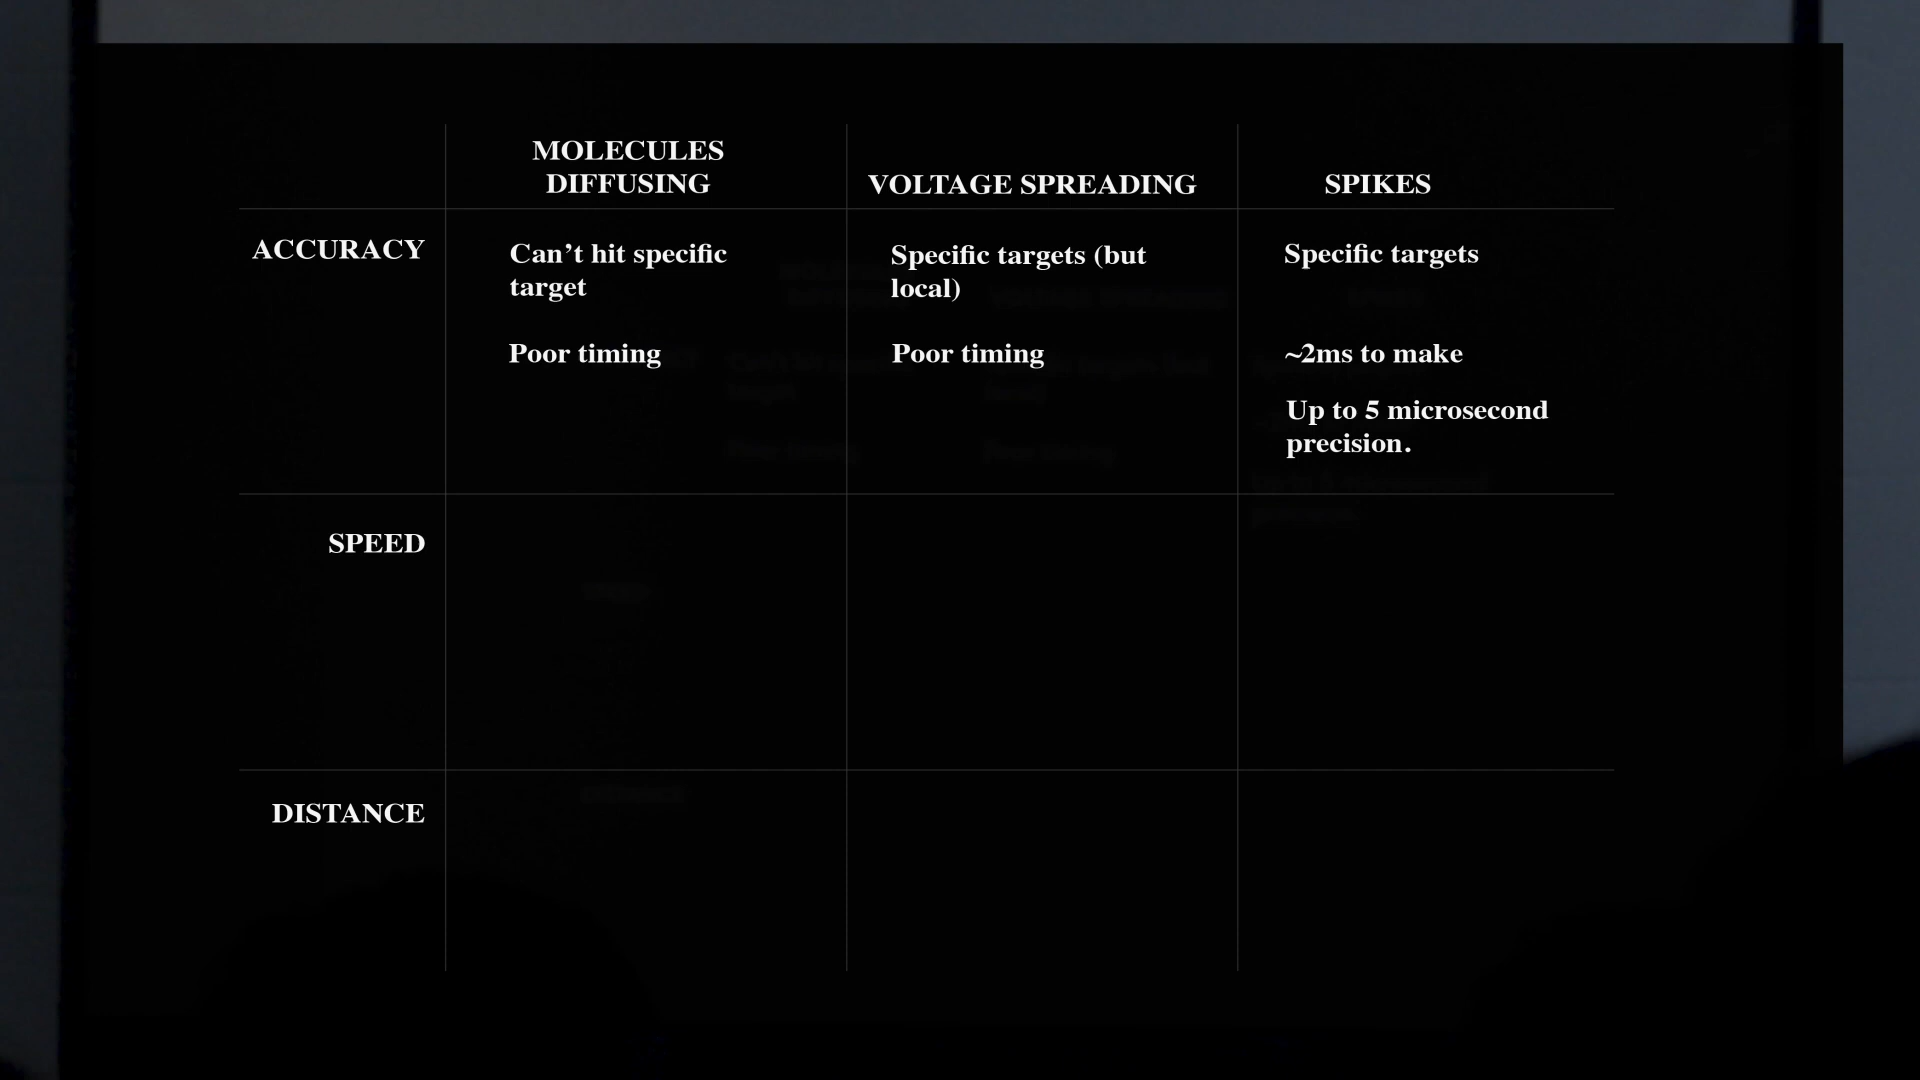 MOLECULES
DIFFUSING
VOLTAGE SPREADING
SPIKES
ACCURACY
Can’t hit specific
target
Specific targets (but
local)
Specific targets
Poor timing
Poor timing
~2ms to make
Up to 5 microsecond
precision.
SPEED
DISTANCE